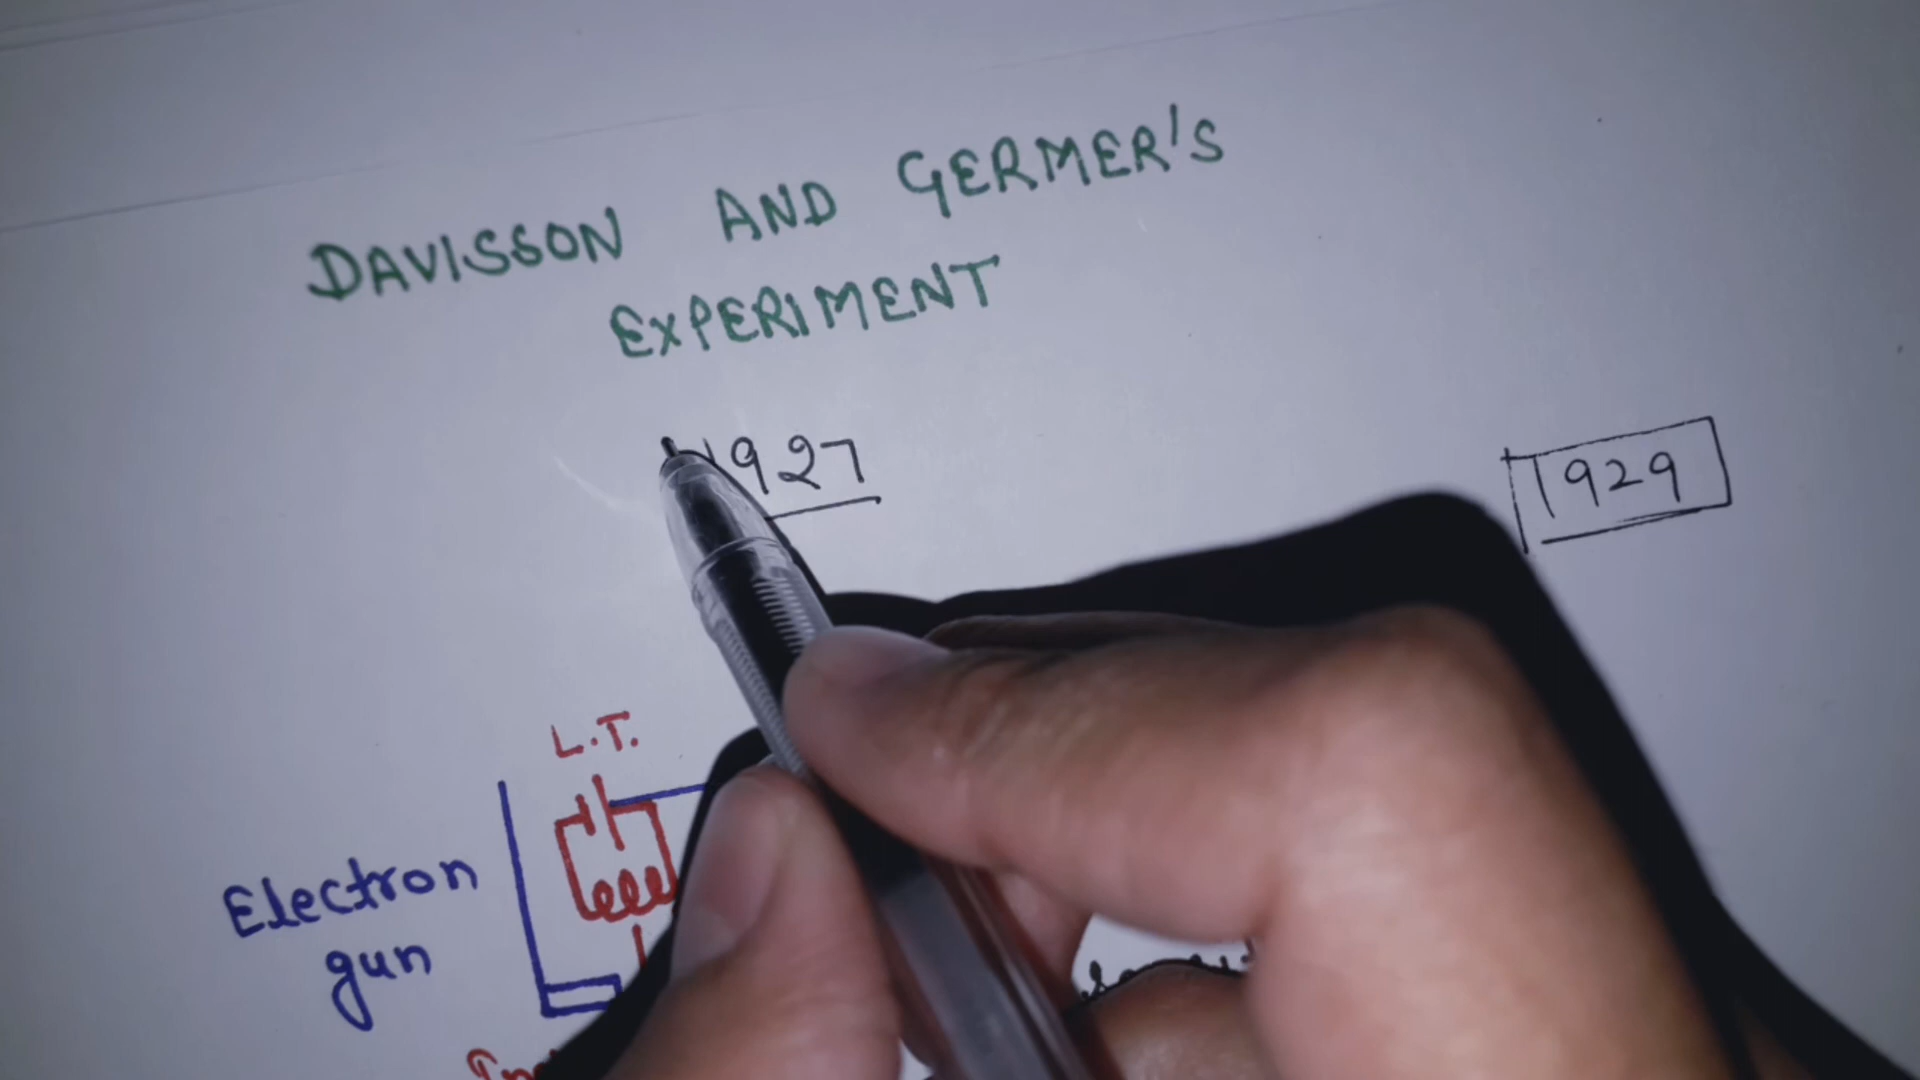 DAVISSON AND GERMER'S
EXPERIMENT
1927
1929
L.T.
Electron
gun